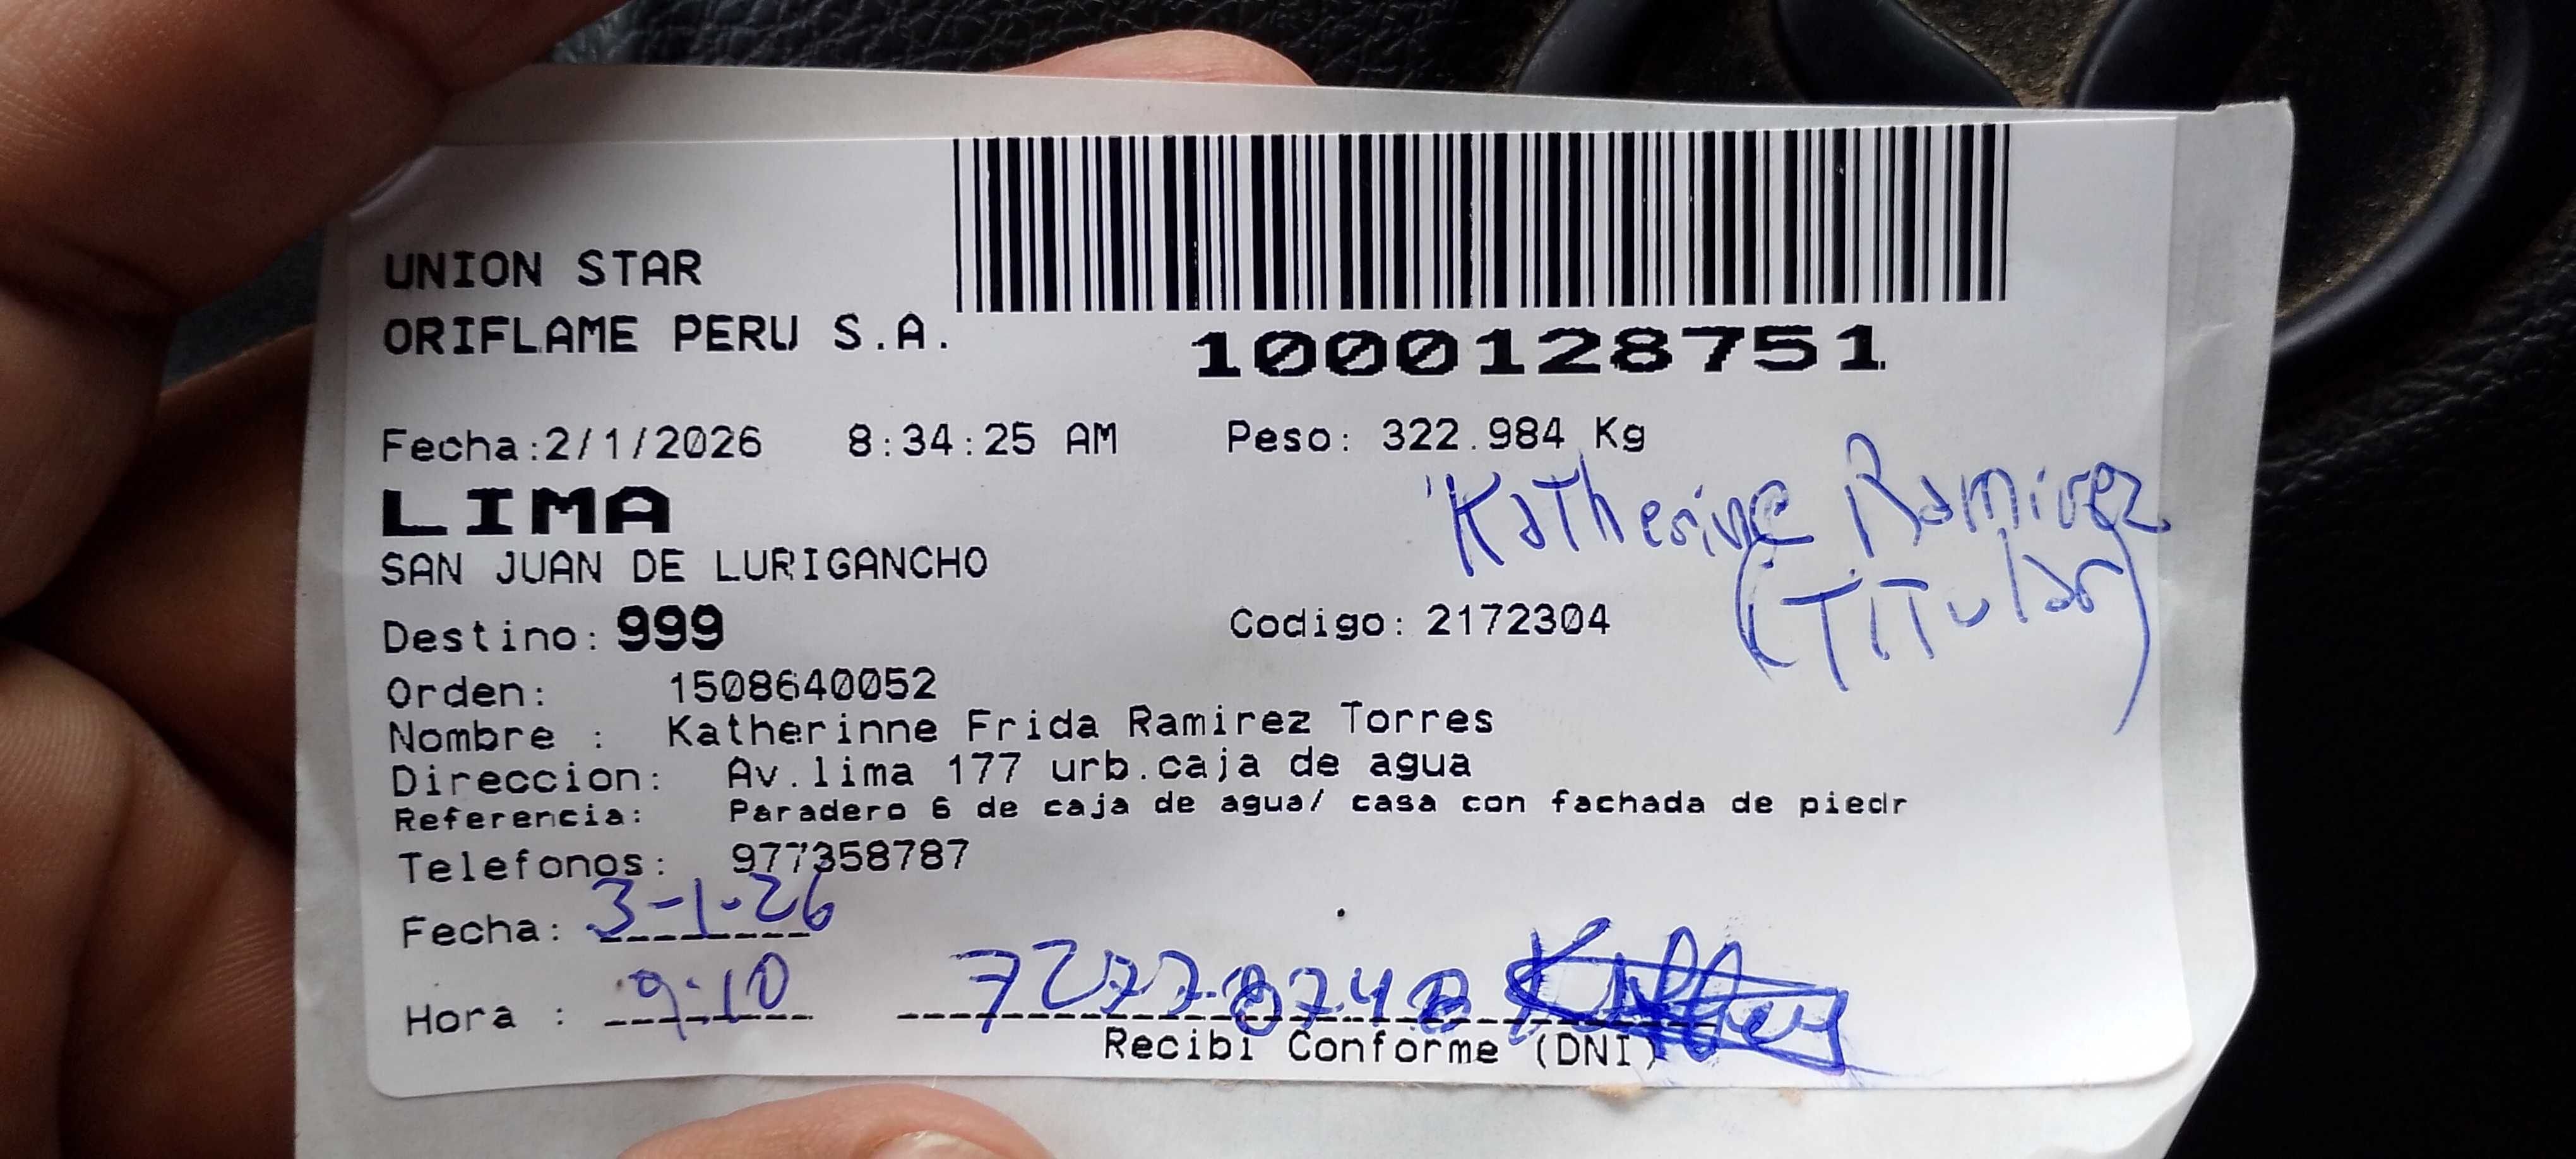 UNION STAR
ORIFLAME PERU S.A.
1000128751
Fecha:2/1/2026 8:34:25 AM Peso: 322.984 Kg
LIMA
Katherine Ramirez
(Titular)
SAN JUAN DE LURIGANCHO
Destino: 999 Codigo: 2172304
Orden: 1508640052
Nombre : Katherinne Frida Ramirez Torres
Direccion: Av.lima 177 urb.caja de agua
Referencia: Paradero 6 de caja de agua/ casa con fachada de piedr
Telefonos: 977358787
Fecha: 3-1-26
Hora : 9:10
Recibi Conforme (DNI)